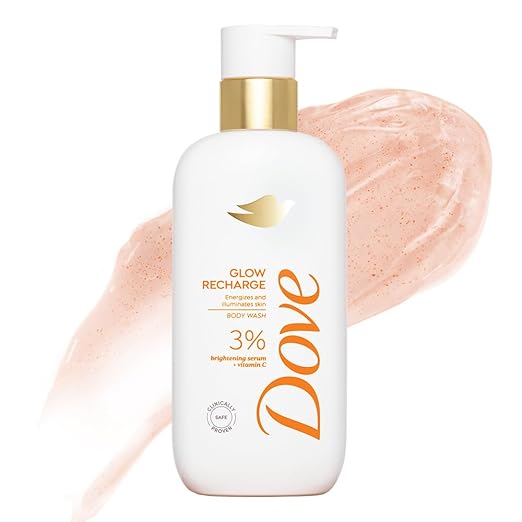 GLOW
RECHARGE
Energizes and
illuminates skin
BODY WASH
3%
brightening serum
+ vitamin C
CLINICALLY
SAFE
PROVEN
Dove